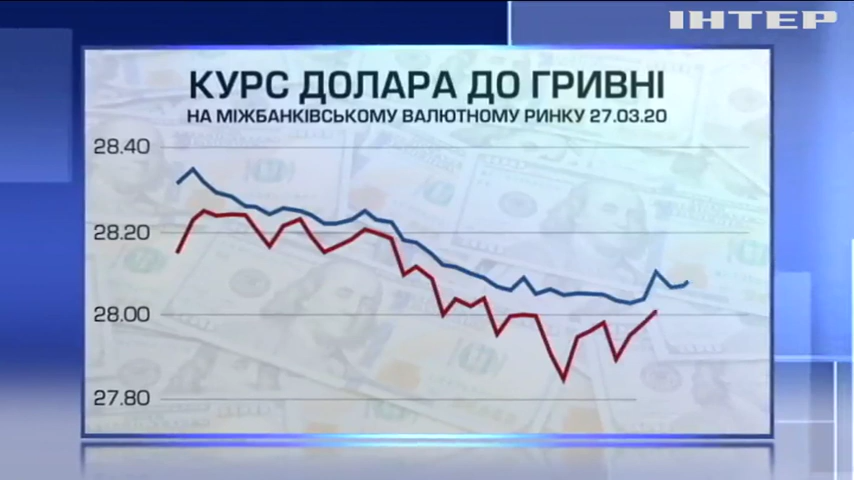 ІНТЕР
КУРС ДОЛАРА ДО ГРИВНІ
НА МІЖБАНКІВСЬКОМУ ВАЛЮТНОМУ РИНКУ 27.03.20
28.40
28.20
28.00
27.80